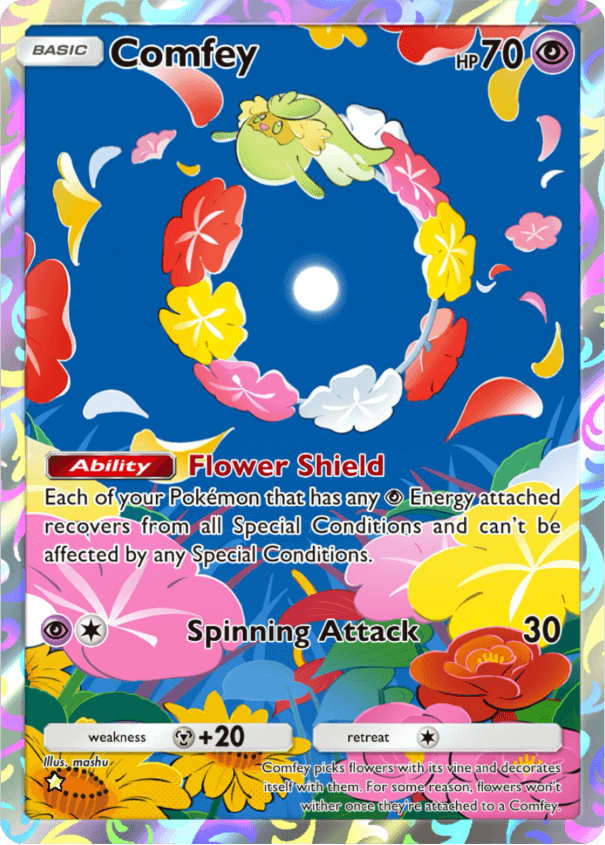 BASIC Comfey HP70
Ability Flower Shield
Each of your Pokémon that has any Energy attached
recovers from all Special Conditions and can't be
affected by any Special Conditions.
Spinning Attack 30
weakness +20 retreat
Illus. mashu
Comfey picks flowers with its vine and decorates
itself with them. For some reason, flowers won't
wither once they're attached to a Comfey.